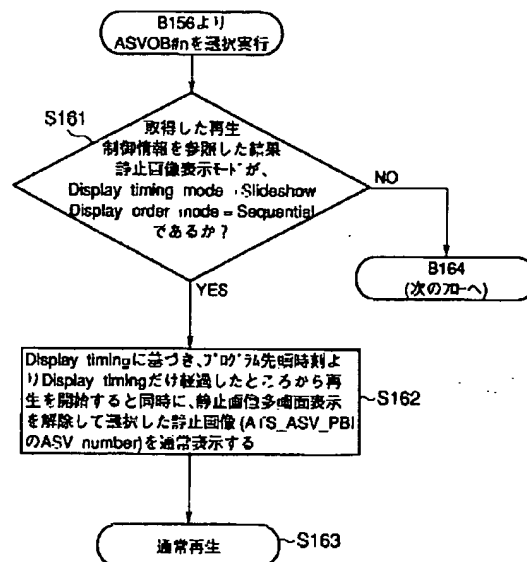 B156より
ASVOB#nを選択実行
S161
取得した再生
制御情報を参照した結果
静止画像表示モードが、
Display timing mode = Slideshow
Display order mode = Sequential
であるか？
NO
B164
(次のフローへ)
YES
Display timingに基づき、プログラム先頭時刻よ
りDisplay timingだけ経過したところから再
生を開始すると同時に、静止画像多画面表示
を解除して選択した静止画像 (ATS_ASV_PBI
のASV number)を通常表示する
S162
通常再生
S163